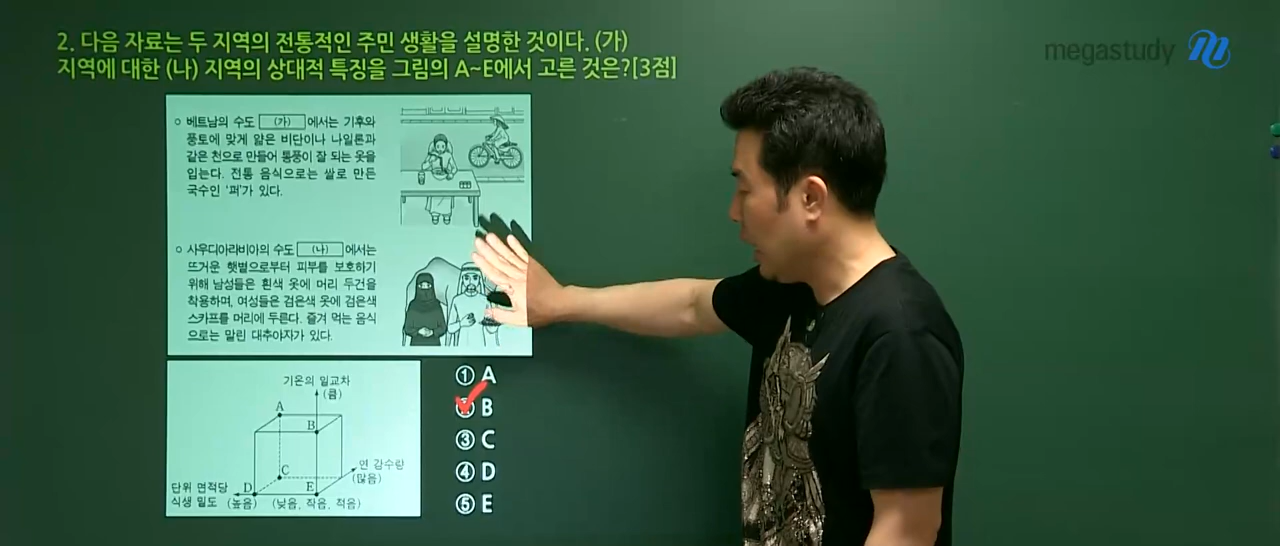 2. 다음 자료는 두 지역의 전통적인 주민 생활을 설명한 것이다. (가)
지역에 대한 (나) 지역의 상대적 특징을 그림의 A~E에서 고른 것은?[3점]
megastudy
○ 베트남의 수도 (가) 에서는 기후와
풍토에 맞게 얇은 비단이나 나일론과
같은 천으로 만들어 통풍이 잘 되는 옷을
입는다. 전통 음식으로는 쌀로 만든
국수인 '퍼'가 있다.
○ 사우디아라비아의 수도 (나) 에서는
뜨거운 햇볕으로부터 피부를 보호하기
위해 남성들은 흰색 옷에 머리 두건을
착용하며, 여성들은 검은색 옷에 검은색
스카프를 머리에 두른다. 즐겨 먹는 음식
으로는 말린 대추야자가 있다.
기온의 일교차
(큼)
A
B
C
연 강수량
(많음)
D
E
단위 면적당
식생 밀도 (높음) (낮음, 작음, 적음)
① A
② B
③ C
④ D
⑤ E